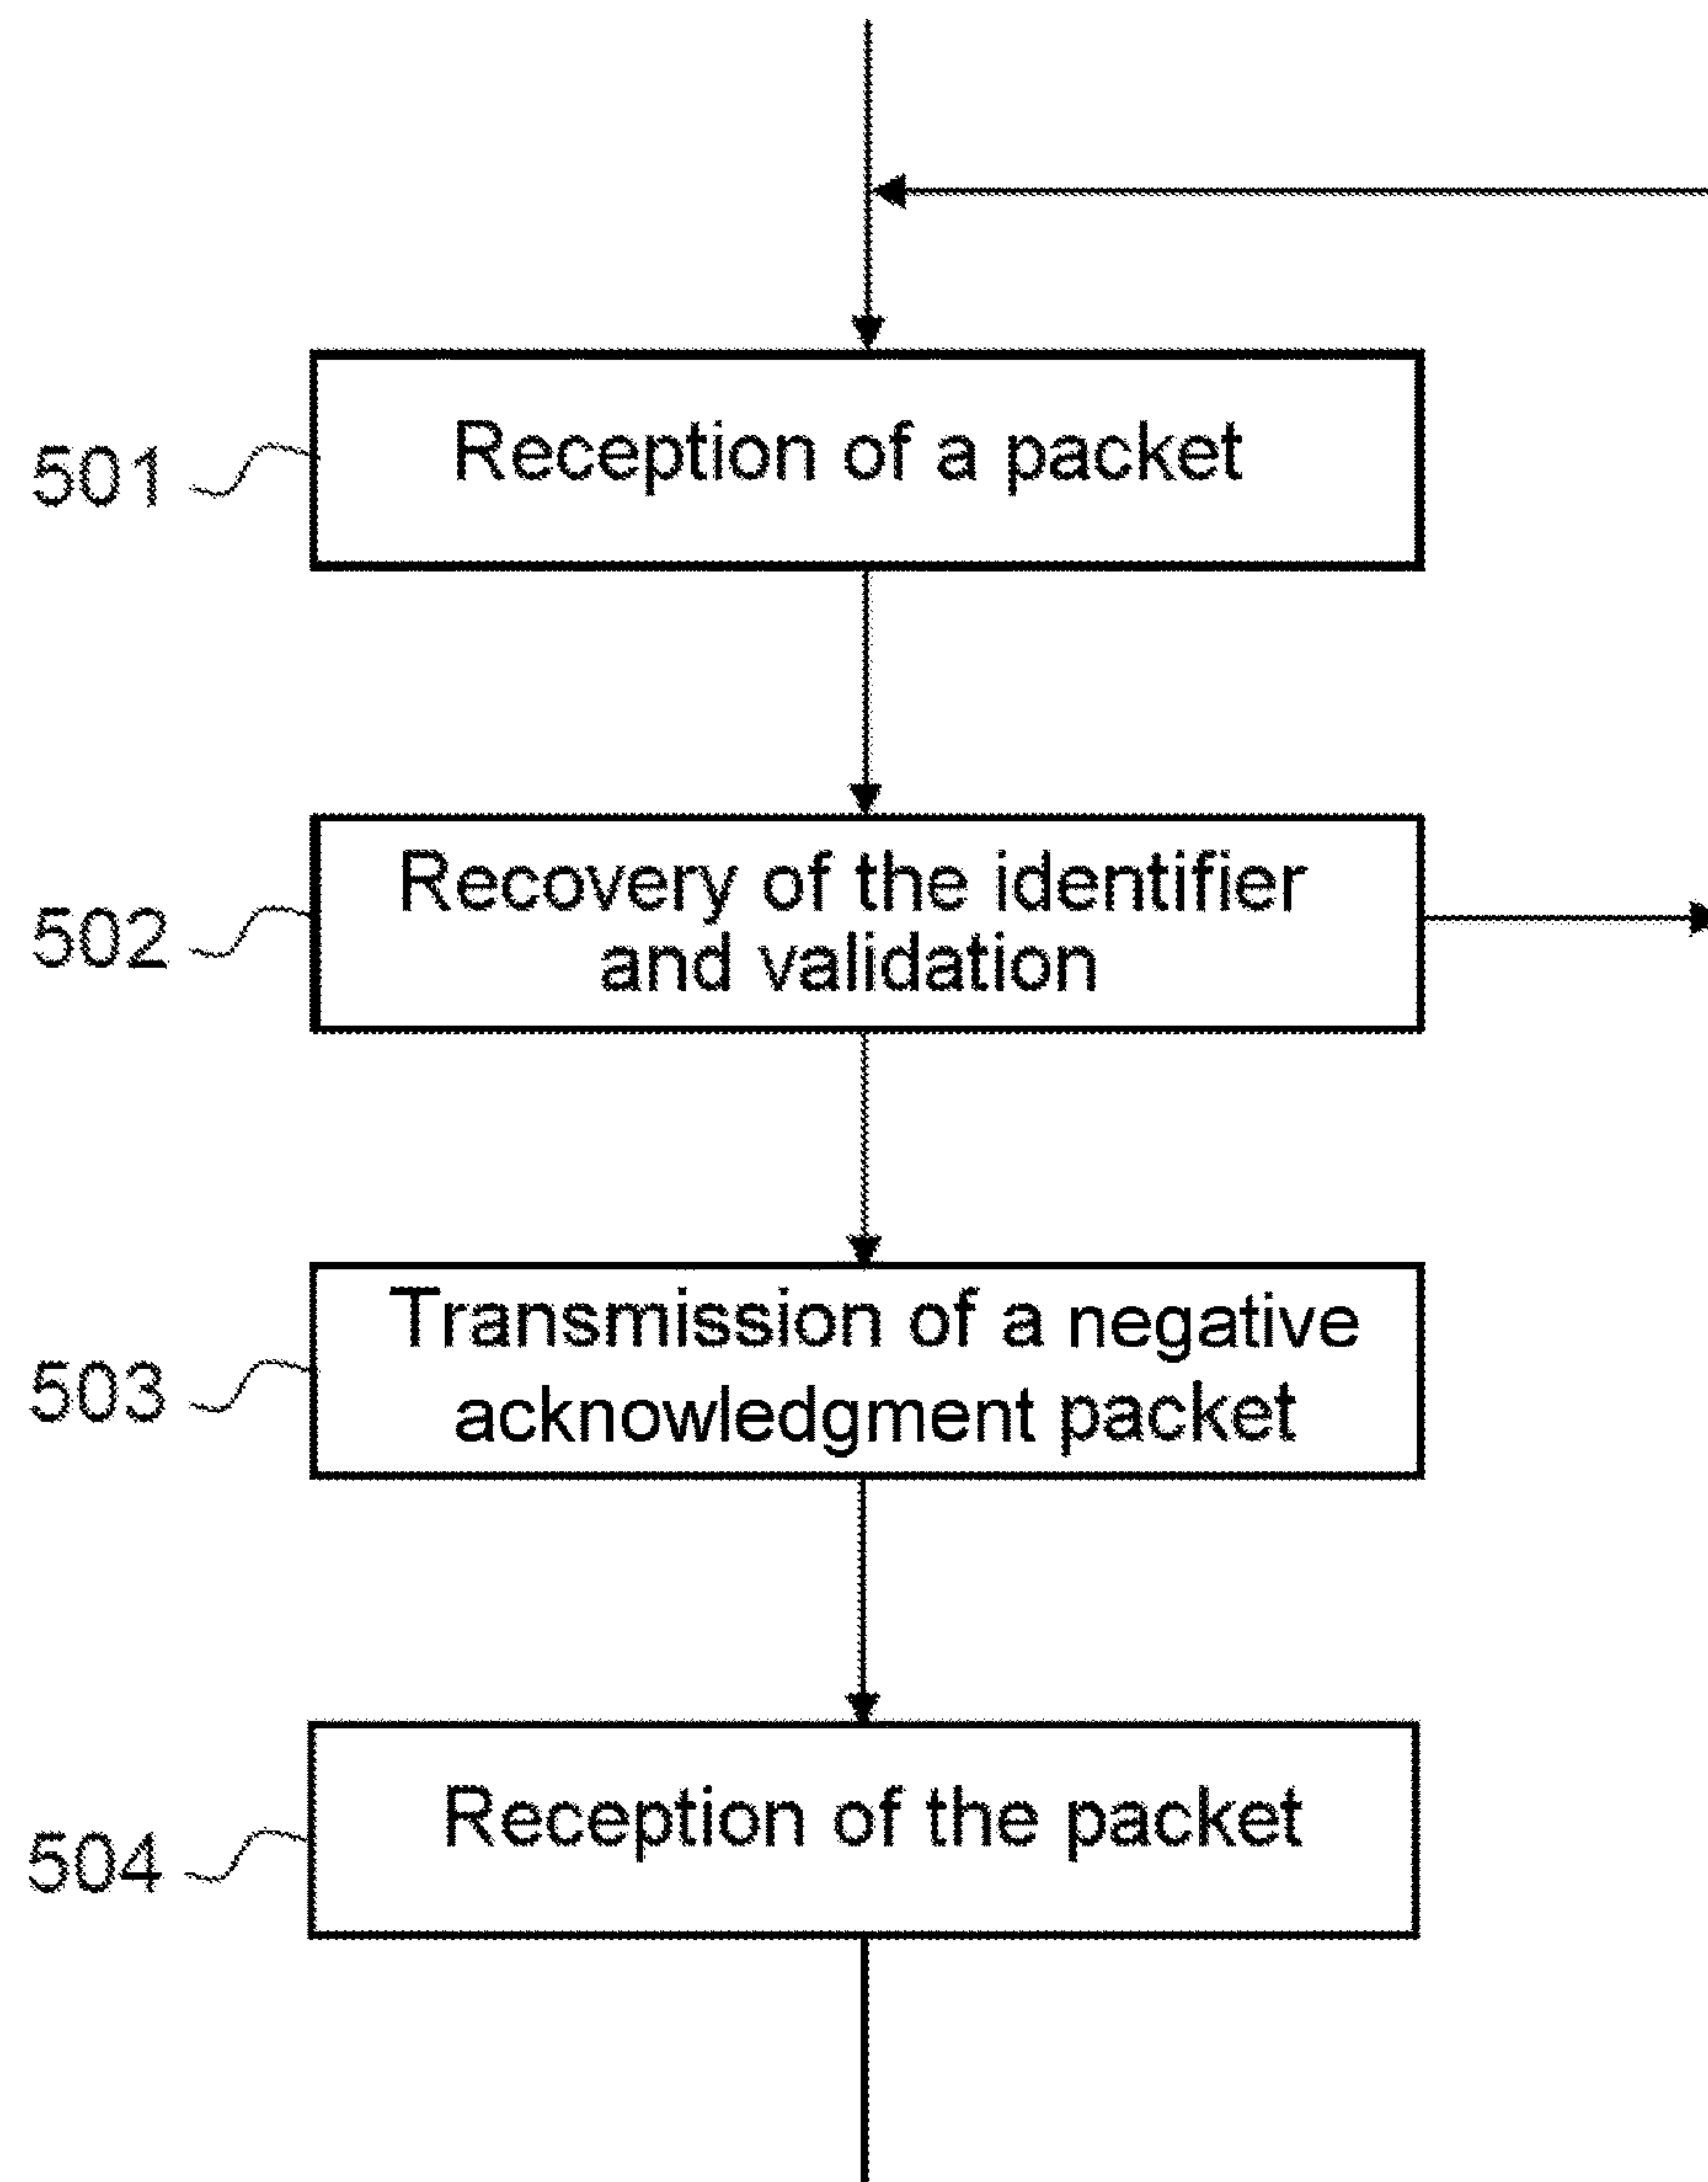 501
Reception of a packet
502
Recovery of the identifier
and validation
503
Transmission of a negative
acknowledgment packet
504
Reception of the packet